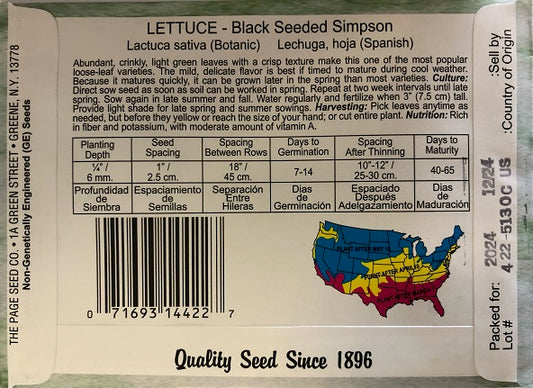 LETTUCE - Black Seeded Simpson
Lactuca sativa (Botanic) Lechuga, hoja (Spanish)
Abundant, crinkly, light green leaves with a crisp texture make this one of the most popular
loose-leaf varieties. The mild, delicate flavor is best if timed to mature during cool weather.
Because it matures quickly, it can be grown later in the spring than most varieties. Culture:
Direct sow seed as soon as soil can be worked in spring. Repeat at two week intervals until late
spring. Sow again in late summer and fall. Water regularly and fertilize when 3" (7.5 cm) tall.
Provide light shade for late spring and summer sowings. Harvesting: Pick leaves anytime as
needed, but before they yellow or reach the size of your hand; or cut entire plant. Nutrition: Rich
in fiber and potassium, with moderate amount of vitamin A.
Planting Depth Seed Spacing Spacing Between Rows Days to Germination Spacing After Thinning Days to Maturity
¼" / 6 mm. 1" / 2.5 cm. 18" / 45 cm. 7-14 10"-12" / 25-30 cm. 40-65
Profundidad de Siembra Espaciamiento de Semillas Separación Entre Hileras Dias de Germinación Espaciado Después Adelgazamiento Dias de Maduración
PLANT AFTER MAY 10
PLANT AFTER APRIL 10
PLANT AFTER MARCH 1
0 71693 14422 7
Quality Seed Since 1896
THE PAGE SEED CO. • 1A GREEN STREET • GREENE, N.Y. 13778
Non-Genetically Engineered (GE) Seeds
Packed for: 2024 1224 :Sell by
Lot # 422-5130C US :Country of Origin